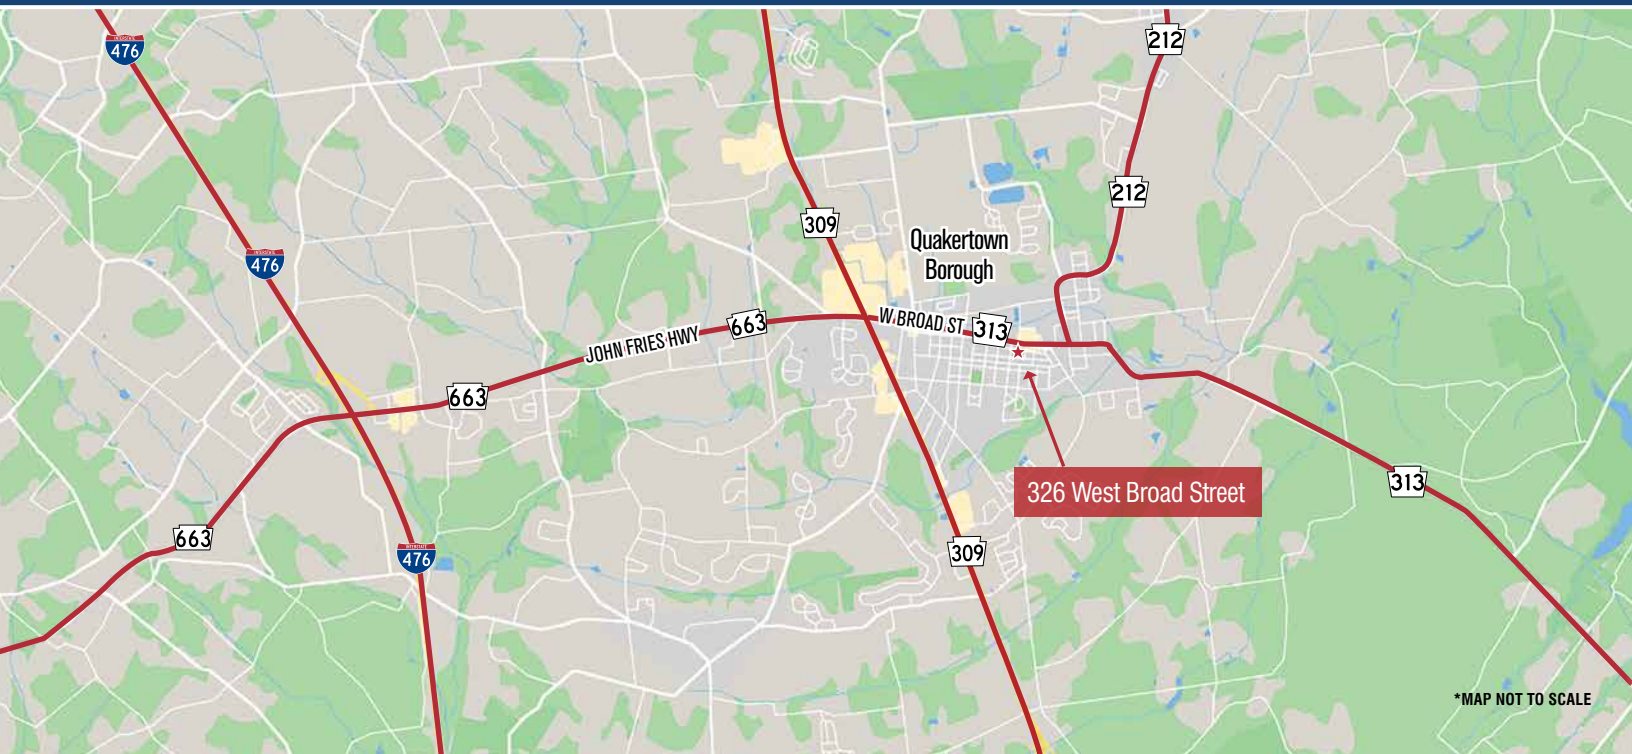 476
212
212
476
309
Quakertown
Borough
JOHN FRIES HWY
663
W BROAD ST
313
663
326 West Broad Street
313
663
476
309
*MAP NOT TO SCALE